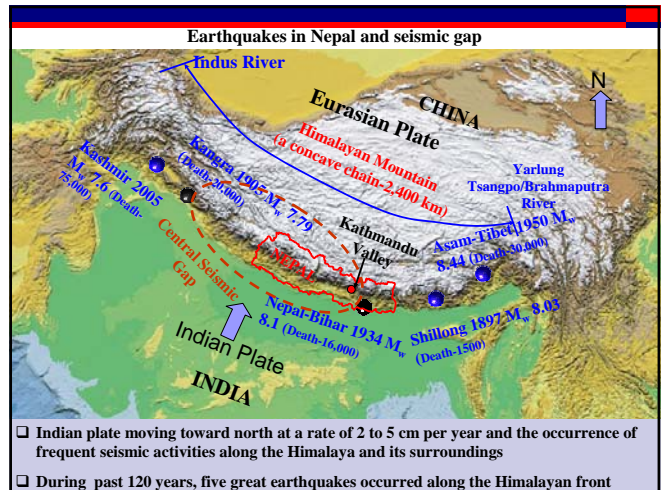 Earthquakes in Nepal and seismic gap
Indus River
N
CHINA
Eurasian Plate
Himalayan Mountain
(a concave chain-2,400 km)
Yarlung
Tsangpo/Brahmaputra
River
Kashmir 2005
Mw 7.6 (Death-
75,000)
Kangra 1905 Mw 7.79
(Death-20,000)
Kathmandu
Valley
Asam-Tibet 1950 Mw
8.44 (Death-30,000)
Central Seismic
Gap
NEPAL
Nepal-Bihar 1934 Mw
8.1 (Death-16,000)
Shillong 1897 Mw 8.03
(Death-1500)
Indian Plate
INDIA
❑ Indian plate moving toward north at a rate of 2 to 5 cm per year and the occurrence of
frequent seismic activities along the Himalaya and its surroundings
❑ During past 120 years, five great earthquakes occurred along the Himalayan front